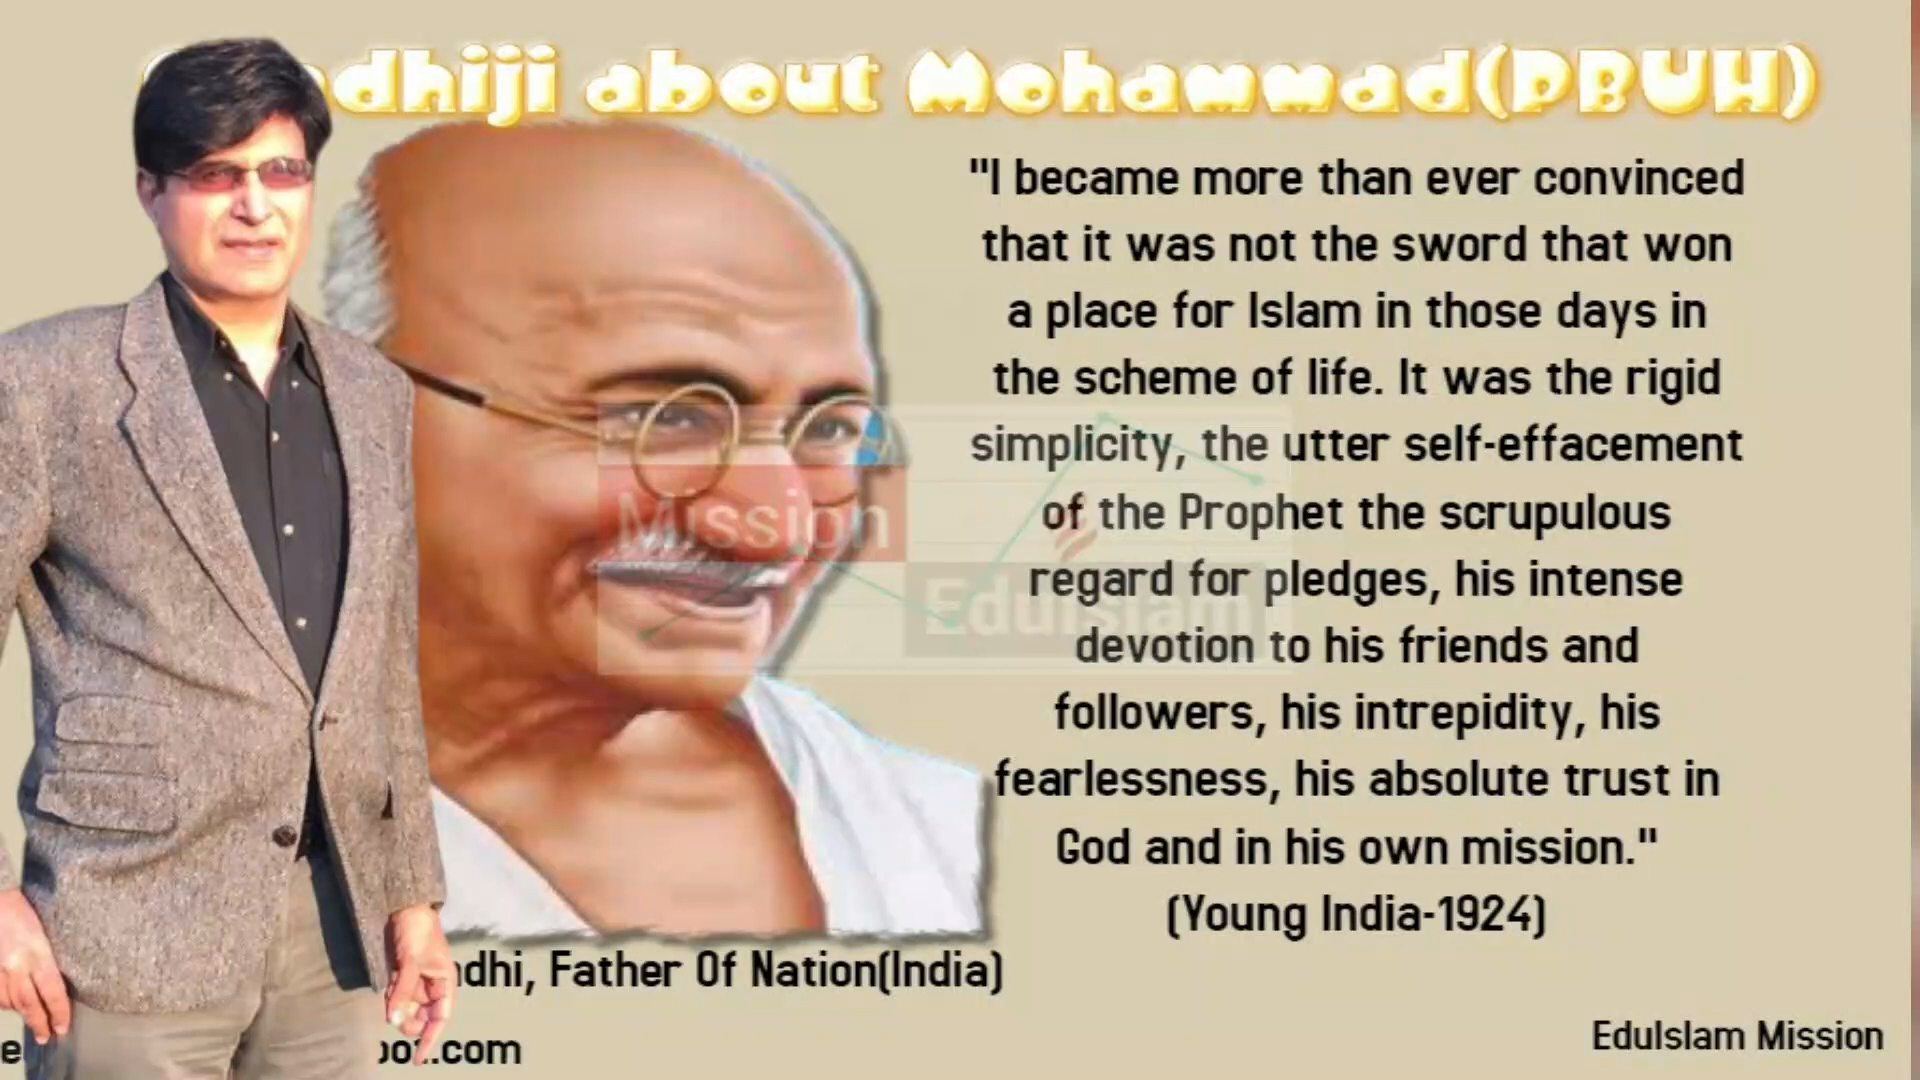 dhiji about Mohammad(PBUH)
"I became more than ever convinced
that it was not the sword that won
a place for Islam in those days in
the scheme of life. It was the rigid
simplicity, the utter self-effacement
of the Prophet the scrupulous
regard for pledges, his intense
devotion to his friends and
followers, his intrepidity, his
fearlessness, his absolute trust in
God and in his own mission."
(Young India-1924)
Mission
EduIslam
dhi, Father Of Nation(India)
.com
EduIslam Mission